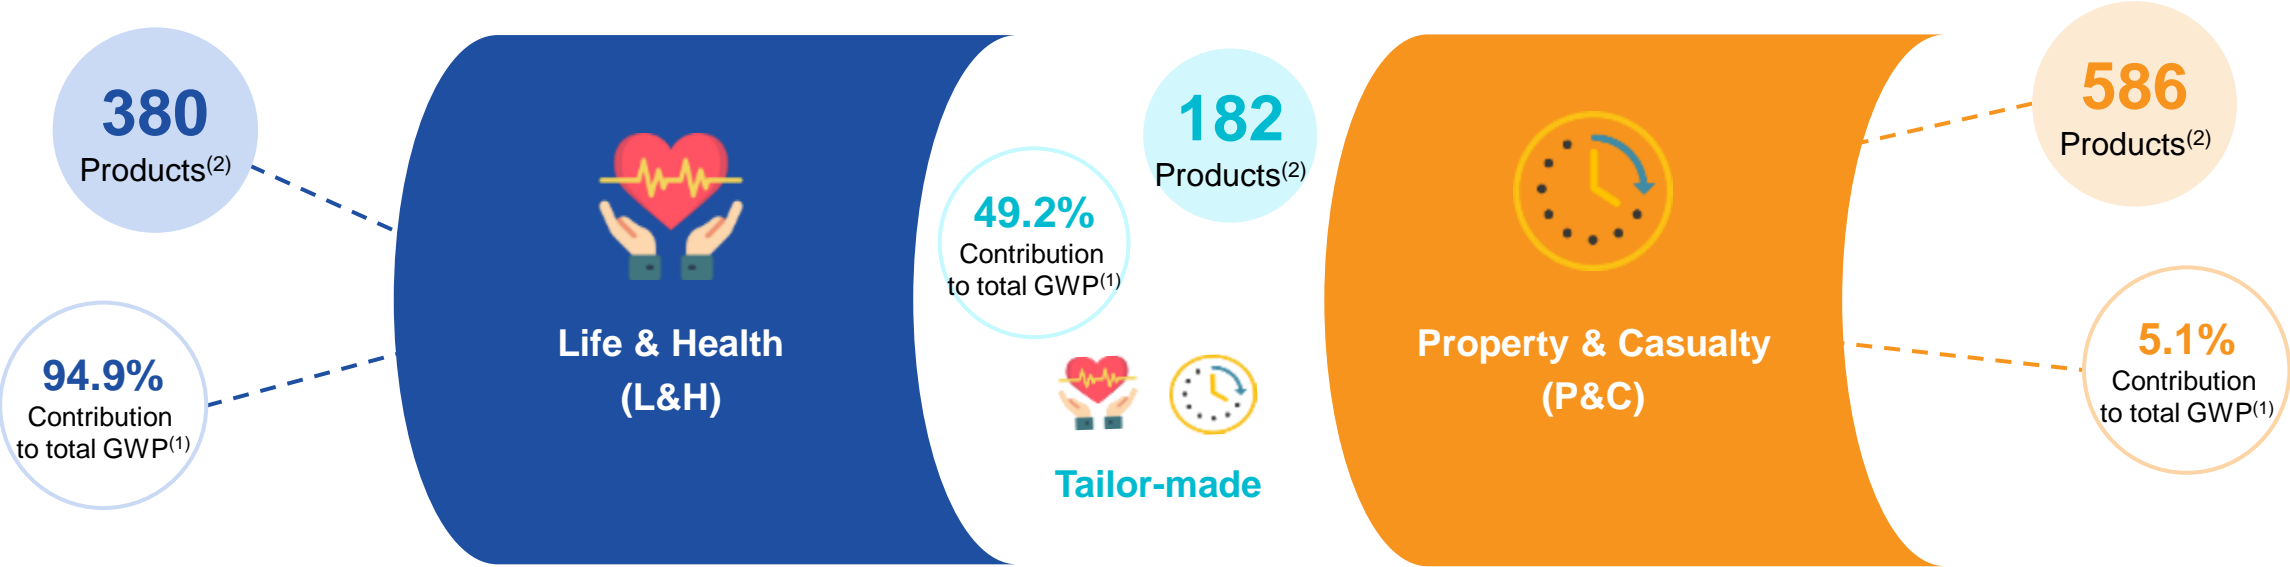 380
Products(2)
94.9%
Contribution
to total GWP(1)
Life & Health
(L&H)
49.2%
Contribution
to total GWP(1)
182
Products(2)
Tailor-made
Property & Casualty
(P&C)
586
Products(2)
5.1%
Contribution
to total GWP(1)